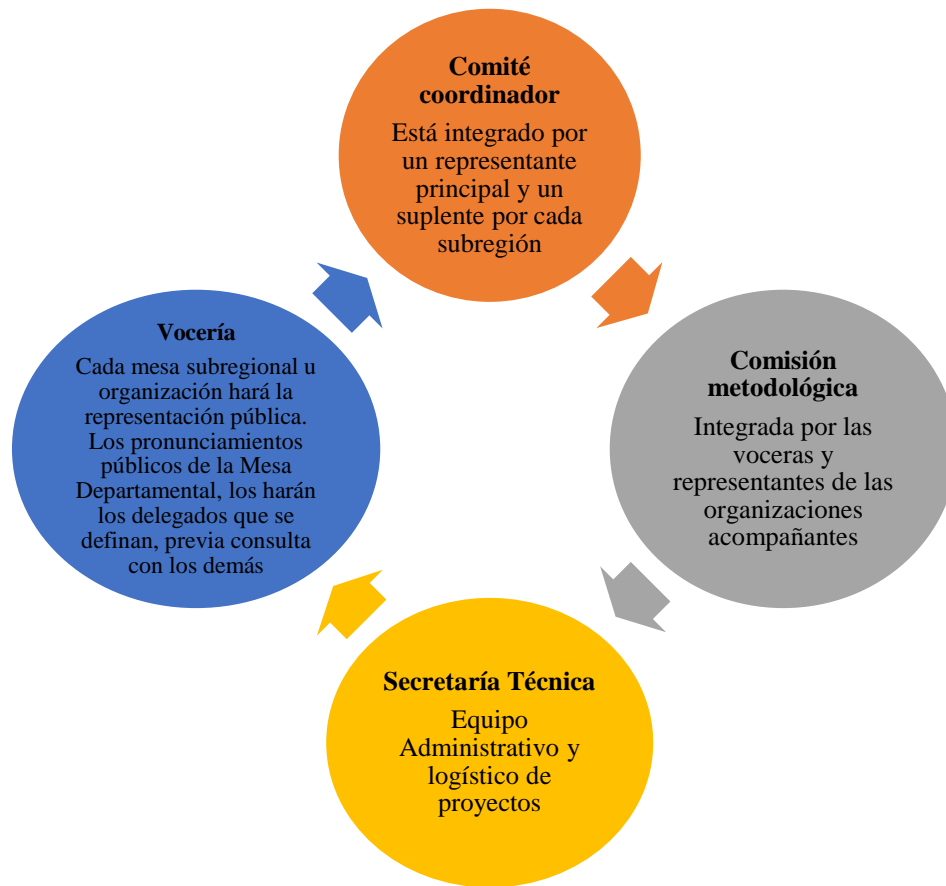 Comité
coordinador
Está integrado por
un representante
principal y un
suplente por cada
subregión
Comisión
metodológica
Integrada por las
voceras y
representantes de las
organizaciones
acompañantes
Secretaría Técnica
Equipo
Administrativo y
logístico de
proyectos
Vocería
Cada mesa subregional u
organización hará la
representación pública.
Los pronunciamientos
públicos de la Mesa
Departamental, los harán
los delegados que se
definan, previa consulta
con los demás